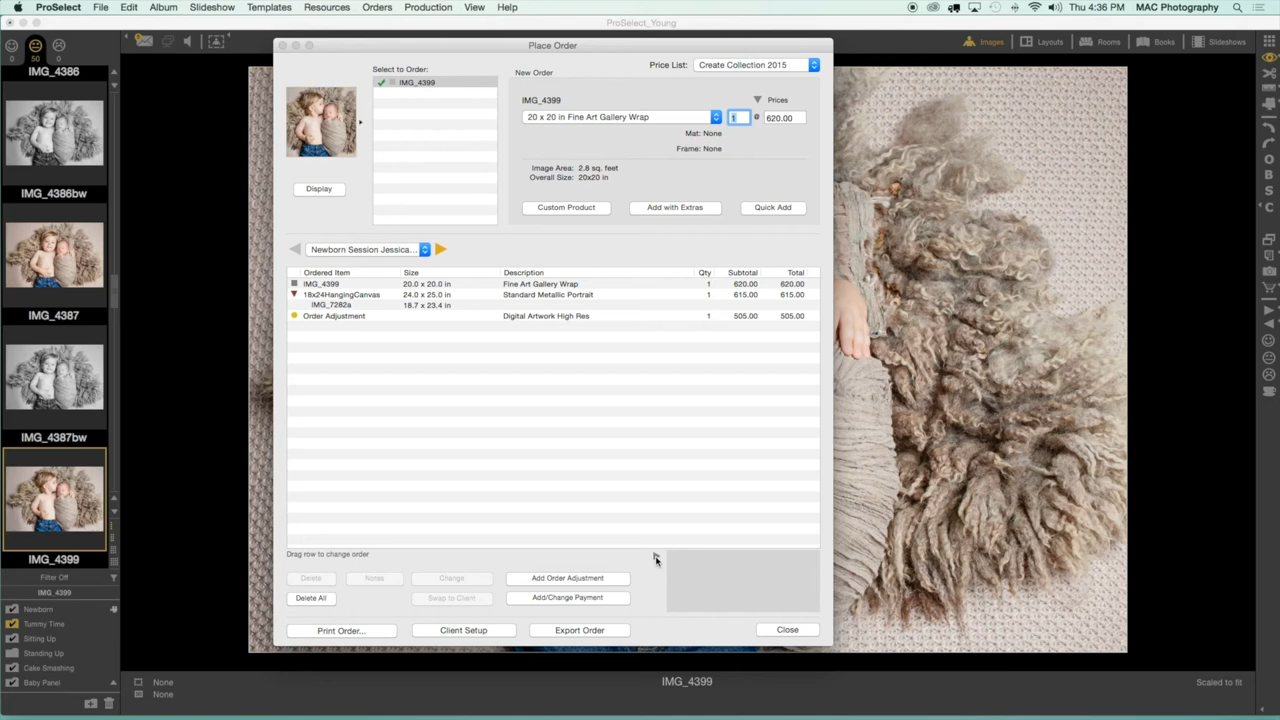 ProSelect File Edit Album Slideshow Templates Resources Orders Production View Help Thu 4:36 PM MAC Photography
ProSelect_Young
0 50 0
Images Layouts Rooms Books Slideshows
IMG_4386
IMG_4386bw
IMG_4387
IMG_4387bw
IMG_4399
Filter Off
IMG_4399
Newborn
Tummy Time
Sitting Up
Standing Up
Cake Smashing
Baby Panel
Place Order
Select to Order:
IMG_4399
Display
Price List: Create Collection 2015
New Order
IMG_4399 Prices
20 x 20 in Fine Art Gallery Wrap 1 @ 620.00
Mat: None
Frame: None
Image Area: 2.8 sq. feet
Overall Size: 20x20 in
Custom Product Add with Extras Quick Add
Newborn Session Jessica...
Ordered Item Size Description Qty Subtotal Total
IMG_4399 20.0 x 20.0 in Fine Art Gallery Wrap 1 620.00 620.00
18x24HangingCanvas 24.0 x 25.0 in Standard Metallic Portrait 1 615.00 615.00
IMG_7282a 18.7 x 23.4 in
Order Adjustment Digital Artwork High Res 1 505.00 505.00
Drag row to change order
Delete Notes Change Add Order Adjustment
Delete All Swap to Client Add/Change Payment
Print Order... Client Setup Export Order Close
None
None
IMG_4399
Scaled to fit
O
B
S
C